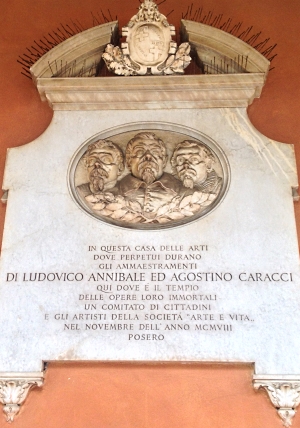 IN QUESTA CASA DELLE ARTI
DOVE PERPETUI DURANO
GLI AMMAESTRAMENTI
DI LUDOVICO ANNIBALE ED AGOSTINO CARACCI
QUI DOVE È IL TEMPIO
DELLE OPERE LORO IMMORTALI
UN COMITATO DI CITTADINI
E GLI ARTISTI DELLA SOCIETÀ "ARTE E VITA„
NEL NOVEMBRE DELL' ANNO MCMVIII
POSERO